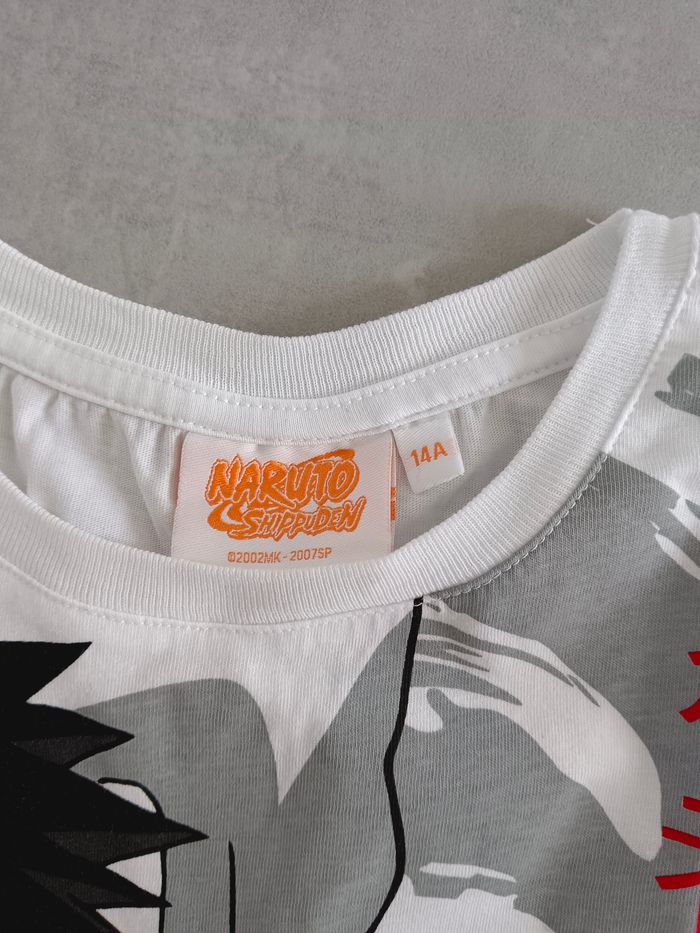 NARUTO
SHIPPUDEN
©2002MK - 2007SP
14A